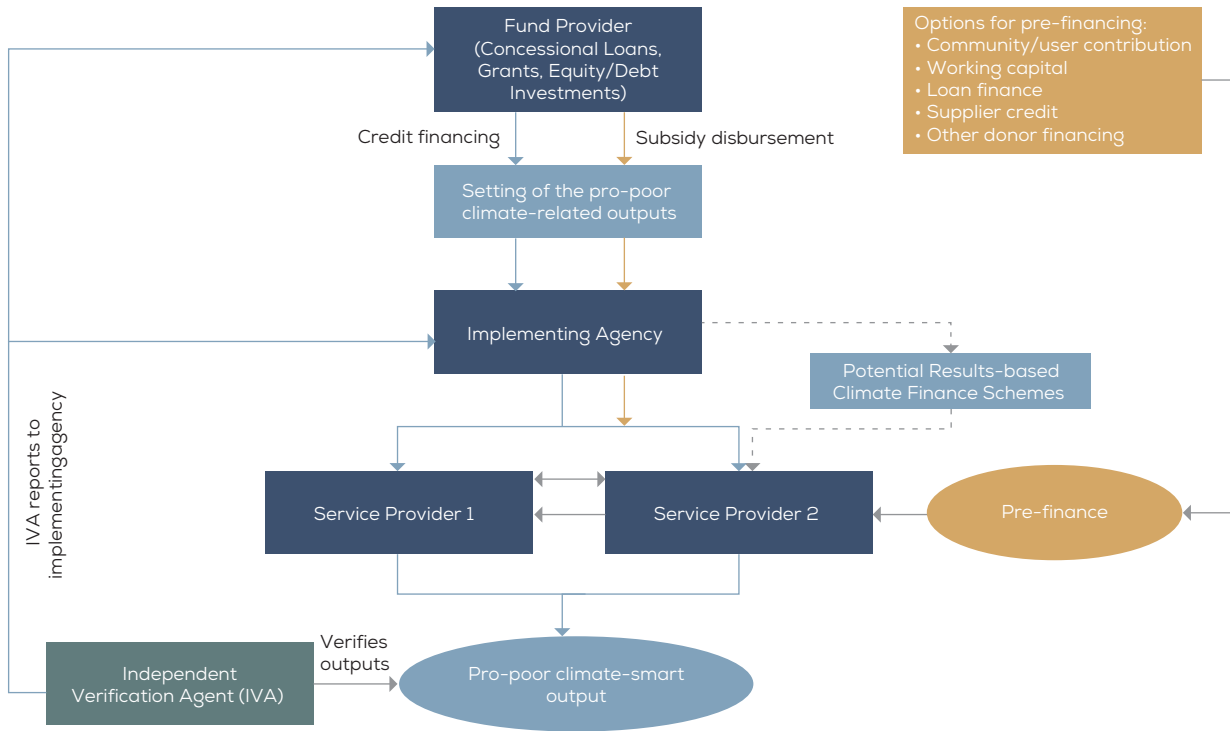 Fund Provider
(Concessional Loans,
Grants, Equity/Debt
Investments)
Options for pre-financing:
• Community/user contribution
• Working capital
• Loan finance
• Supplier credit
• Other donor financing
Credit financing
Subsidy disbursement
Setting of the pro-poor
climate-related outputs
Implementing Agency
Potential Results-based
Climate Finance Schemes
IVA reports to
implementingagency
Service Provider 1
Service Provider 2
Pre-finance
Independent
Verification Agent (IVA)
Verifies
outputs
Pro-poor climate-smart
output